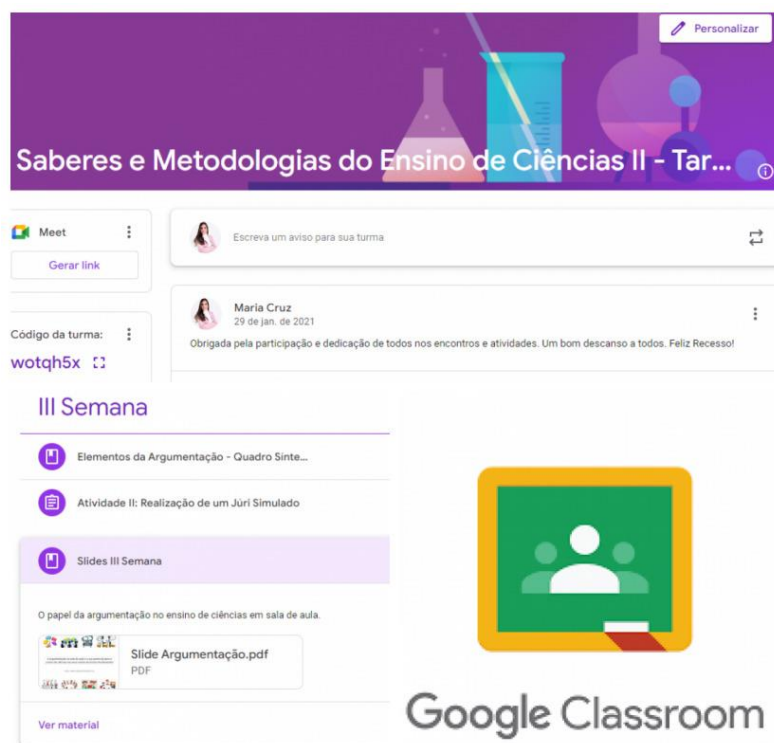 Personalizar
Saberes e Metodologias do Ensino de Ciências II - Tar...
Meet
Gerar link
Código da turma:
wotqh5x
Escreva um aviso para sua turma
Maria Cruz
29 de jan. de 2021
Obrigada pela participação e dedicação de todos nos encontros e atividades. Um bom descanso a todos. Feliz Recesso!
III Semana
Elementos da Argumentação - Quadro Sinte...
Atividade II: Realização de um Júri Simulado
Slides III Semana
O papel da argumentação no ensino de ciências em sala de aula.
Slide Argumentação.pdf
PDF
Ver material
Google Classroom